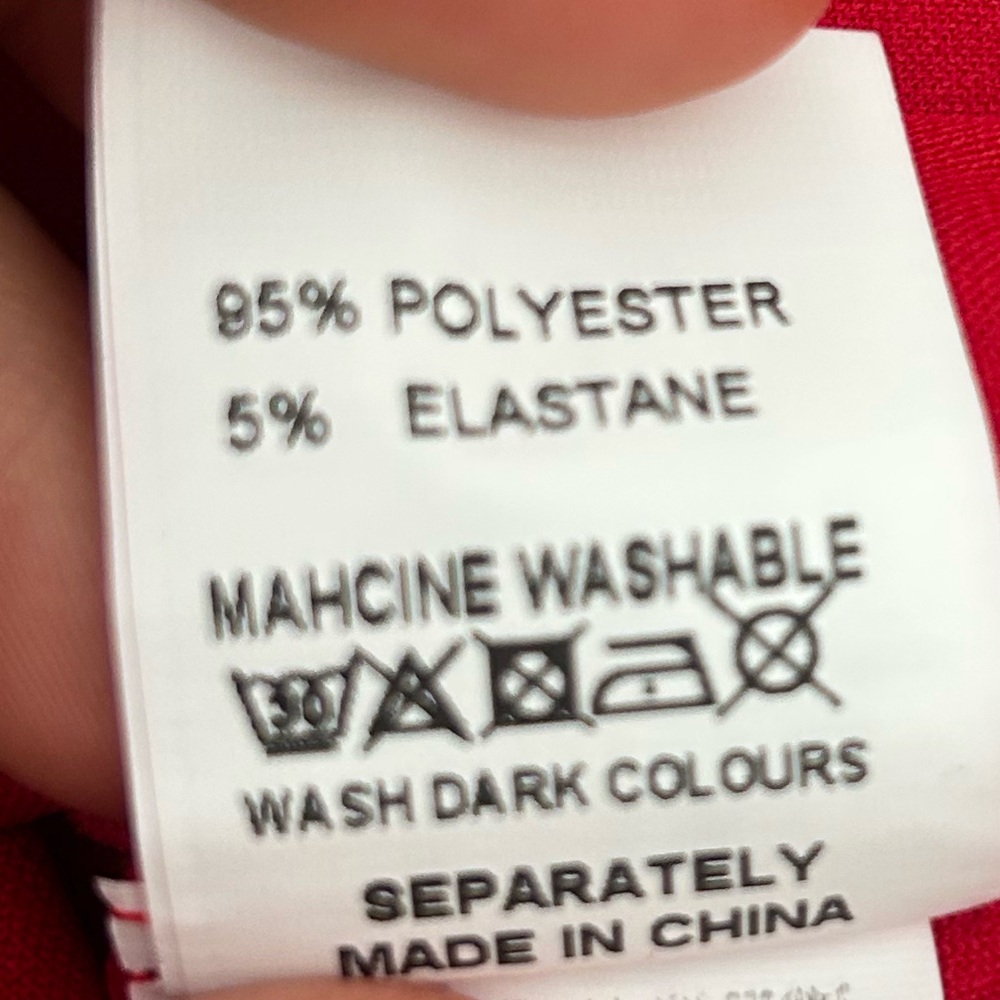 95% POLYESTER
5% ELASTANE
MAHCINE WASHABLE
30
WASH DARK COLOURS
SEPARATELY
MADE IN CHINA